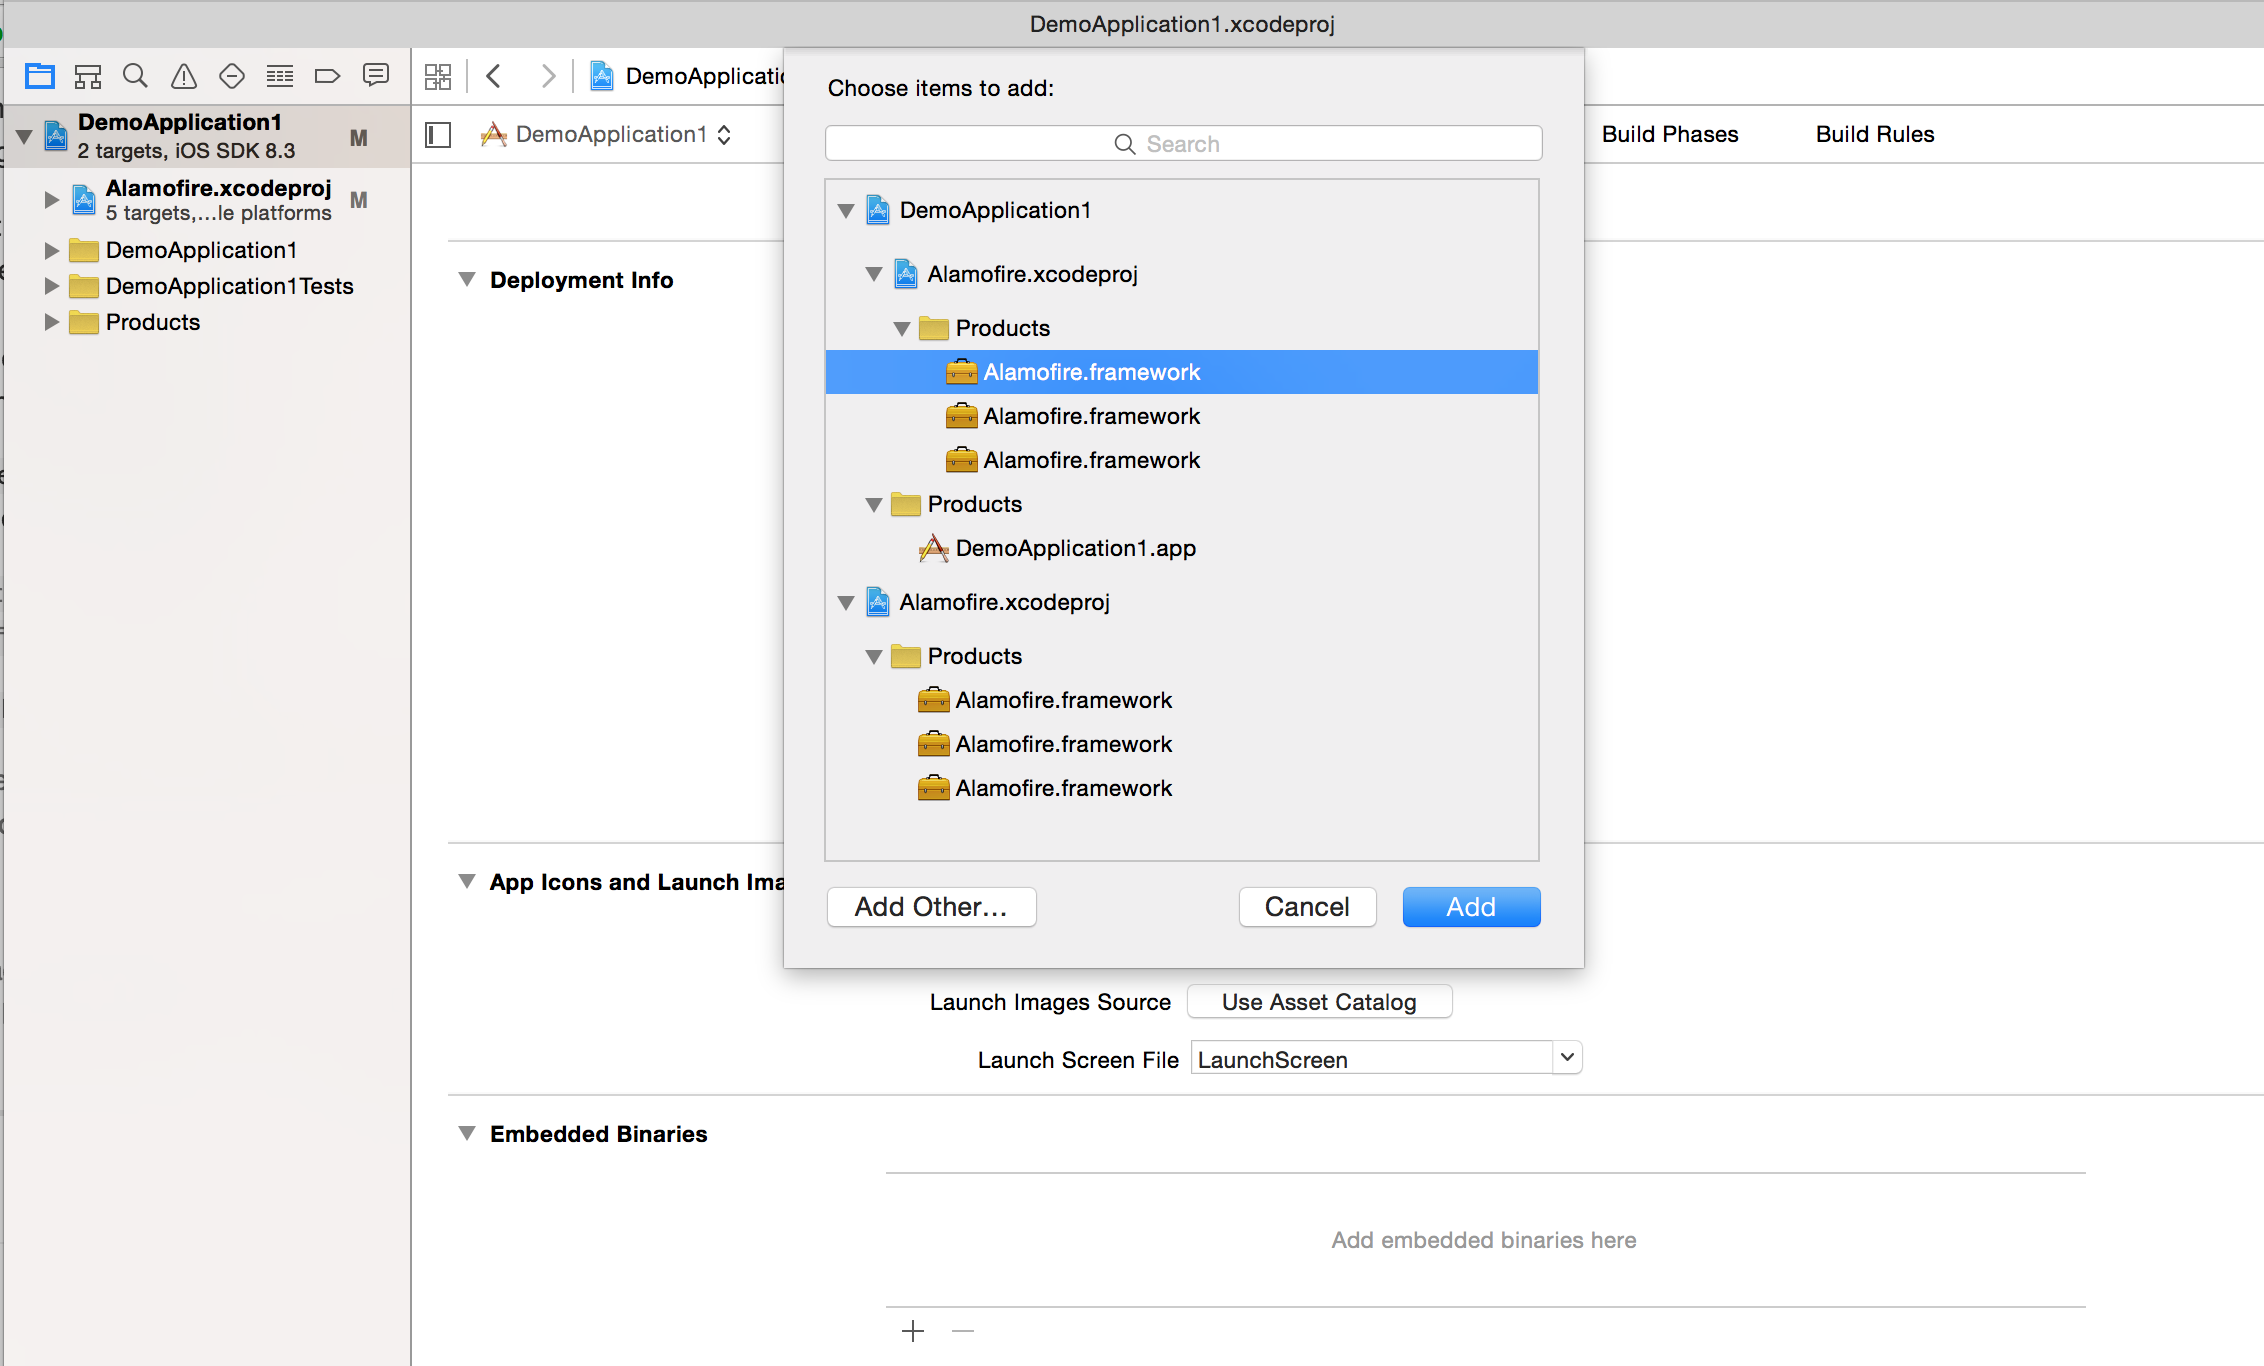 DemoApplication1.xcodeproj
DemoApplicatio
DemoApplication1
2 targets, iOS SDK 8.3
M
Alamofire.xcodeproj
5 targets,...le platforms
M
DemoApplication1
DemoApplication1Tests
Products
DemoApplication1
Build Phases
Build Rules
Deployment Info
App Icons and Launch Ima
Choose items to add:
Search
DemoApplication1
Alamofire.xcodeproj
Products
Alamofire.framework
Alamofire.framework
Alamofire.framework
Products
DemoApplication1.app
Alamofire.xcodeproj
Products
Alamofire.framework
Alamofire.framework
Alamofire.framework
Add Other...
Cancel
Add
Launch Images Source
Use Asset Catalog
Launch Screen File
LaunchScreen
Embedded Binaries
Add embedded binaries here